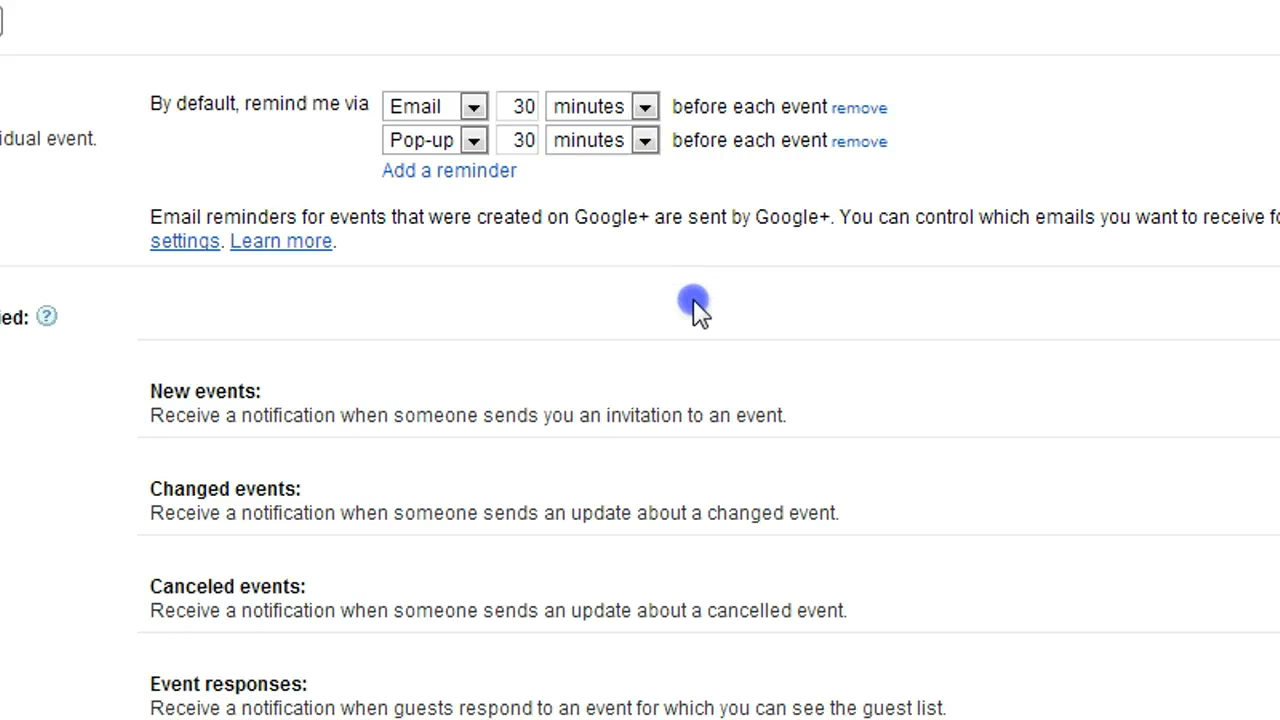 By default, remind me via Email 30 minutes before each event remove
idual event.
Pop-up 30 minutes before each event remove
Add a reminder
Email reminders for events that were created on Google+ are sent by Google+. You can control which emails you want to receive fo
settings. Learn more.
ied: ?
New events:
Receive a notification when someone sends you an invitation to an event.
Changed events:
Receive a notification when someone sends an update about a changed event.
Canceled events:
Receive a notification when someone sends an update about a cancelled event.
Event responses:
Receive a notification when guests respond to an event for which you can see the guest list.